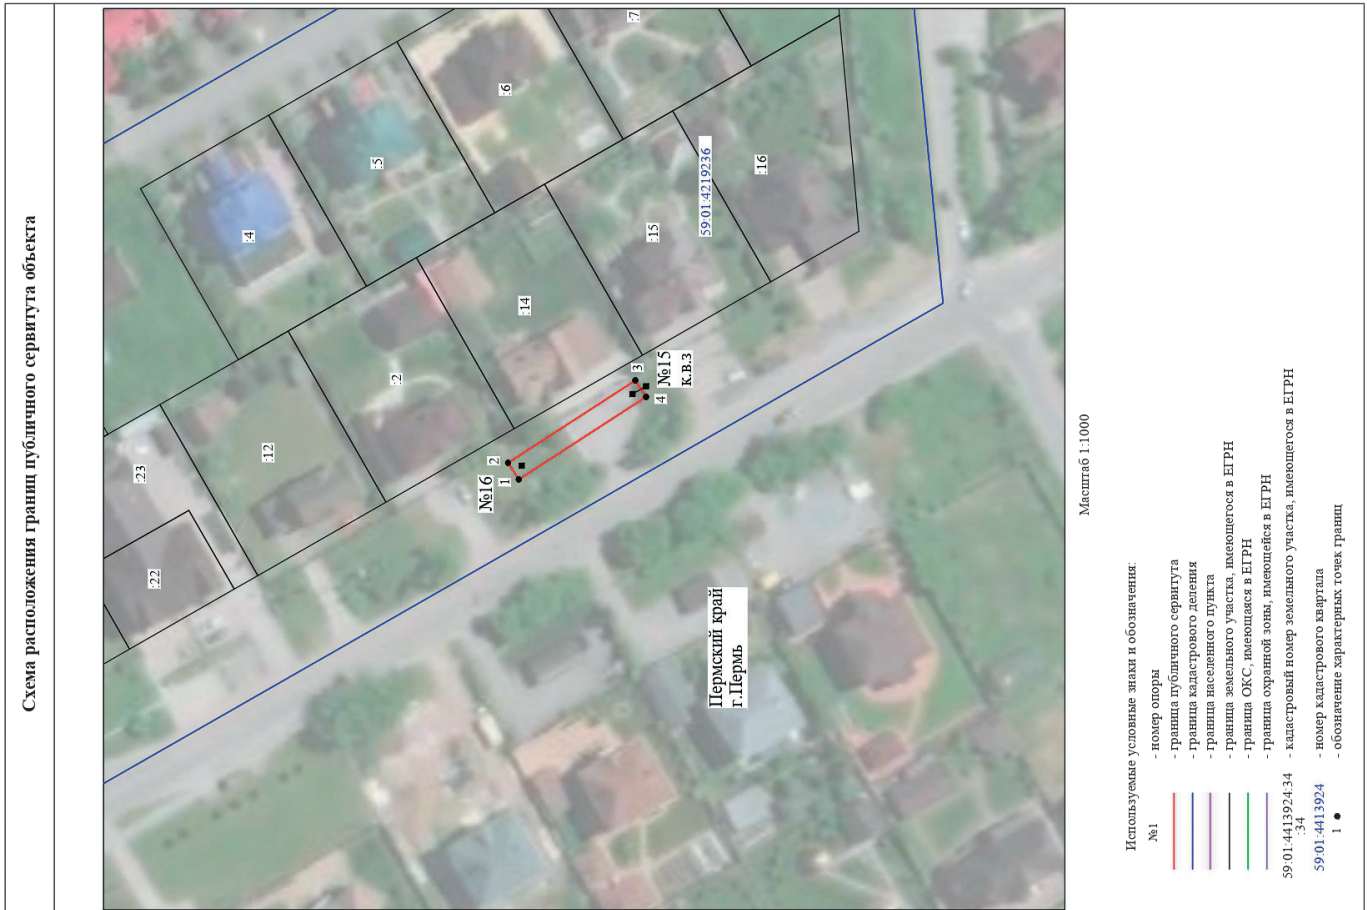 Схема расположения границ публичного сервитута объекта
:22
:23
:12
:2
:14
:15
:16
:4
:5
:6
:7
59:01:4219236
№16
1
2
3
4
№15
к.в.з
Пермский край
г.Пермь
Масштаб 1:1000
Используемые условные знаки и обозначения:
№1 - номер опоры
- граница публичного сервитута
- граница кадастрового деления
- граница населенного пункта
- граница земельного участка, имеющегося в ЕГРН
- граница ОКС, имеющаяся в ЕГРН
- граница охранной зоны, имеющейся в ЕГРН
59:01:4413924:34 - кадастровый номер земельного участка, имеющегося в ЕГРН
:34
59:01:4413924 - номер кадастрового квартала
1 - обозначение характерных точек границ